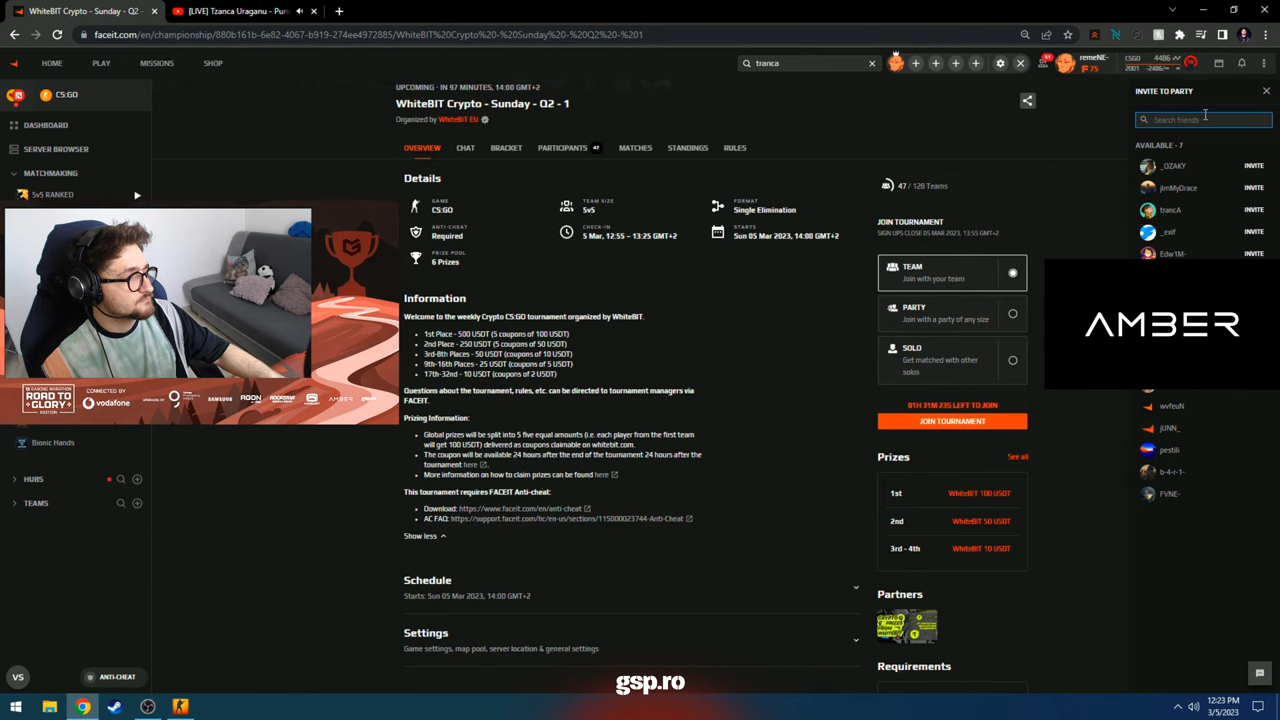 WhiteBIT Crypto - Sunday - Q2 -
[LIVE] Tzanca Uraganu - Pun
faceit.com/en/championship/880b161b-6e82-4067-b919-274ee4972885/WhiteBIT%20Crypto%20-%20Sunday%20-%20Q2%20-%201
HOME
PLAY
MISSIONS
SHOP
tranca
remeNE-
75
CSGO
2001
4486
-2486/∞
CS:GO
DASHBOARD
SERVER BROWSER
MATCHMAKING
5v5 RANKED
UPCOMING - IN 97 MINUTES, 14:00 GMT+2
WhiteBIT Crypto - Sunday - Q2 - 1
Organized by WhiteBIT EU
OVERVIEW
CHAT
BRACKET
PARTICIPANTS 47
MATCHES
STANDINGS
RULES
Details
GAME
CS:GO
TEAM SIZE
5v5
FORMAT
Single Elimination
ANTI-CHEAT
Required
CHECK-IN
5 Mar, 12:55 – 13:25 GMT+2
STARTS
Sun 05 Mar 2023, 14:00 GMT+2
PRIZE POOL
6 Prizes
Information
Welcome to the weekly Crypto CS:GO tournament organized by WhiteBIT.
1st Place - 500 USDT (5 coupons of 100 USDT)
2nd Place - 250 USDT (5 coupons of 50 USDT)
3rd-8th Places - 50 USDT (coupons of 10 USDT)
9th-16th Places - 25 USDT (coupons of 5 USDT)
17th-32nd - 10 USDT (coupons of 2 USDT)
Questions about the tournament, rules, etc. can be directed to tournament managers via
FACEIT.
Prizing Information:
Global prizes will be split into 5 five equal amounts (i.e. each player from the first team
will get 100 USDT) delivered as coupons claimable on whitebit.com.
The coupon will be available 24 hours after the end of the tournament 24 hours after the
tournament here
More information on how to claim prizes can be found here
This tournament requires FACEIT Anti-cheat:
Download: https://www.faceit.com/en/anti-cheat
AC FAQ: https://support.faceit.com/hc/en-us/sections/115000023744-Anti-Cheat
Show less
Schedule
Starts: Sun 05 Mar 2023, 14:00 GMT+2
Settings
Game settings, map pool, server location & general settings
47 / 128 Teams
JOIN TOURNAMENT
SIGN UPS CLOSE 05 MAR 2023, 13:55 GMT+2
TEAM
Join with your team
PARTY
Join with a party of any size
SOLO
Get matched with other
solos
01H 31M 23S LEFT TO JOIN
JOIN TOURNAMENT
Prizes
See all
1st
WhiteBIT 100 USDT
2nd
WhiteBIT 50 USDT
3rd - 4th
WhiteBIT 10 USDT
Partners
Requirements
INVITE TO PARTY
Search friends
AVAILABLE - 7
_OZAKY INVITE
jImMyDrace INVITE
trancA INVITE
_exif INVITE
Edw1M- INVITE
AMBER
wvfeuN
jUNN_
pestili
b-4-r-1-
FVNE-
GAMING MARATHON
ROAD TO
GLORY
CONNECTED BY
vodafone
SAMSUNG
AGON
AMBER
Bionic Hands
HUBS
TEAMS
VS
ANTI-CHEAT
gsp.ro
12:23 PM
3/5/2023